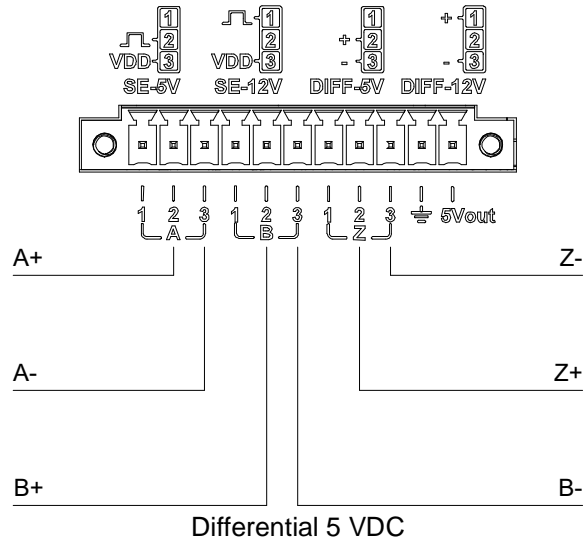 1 1 1 + 1
2 2 + 2 2
VDD 3 VDD 3 - 3 - 3
SE-5V SE-12V DIFF-5V DIFF-12V
1 2 3 1 2 3 1 2 3 5Vout
A B Z
A+ Z-
A- Z+
B+ B-
Differential 5 VDC